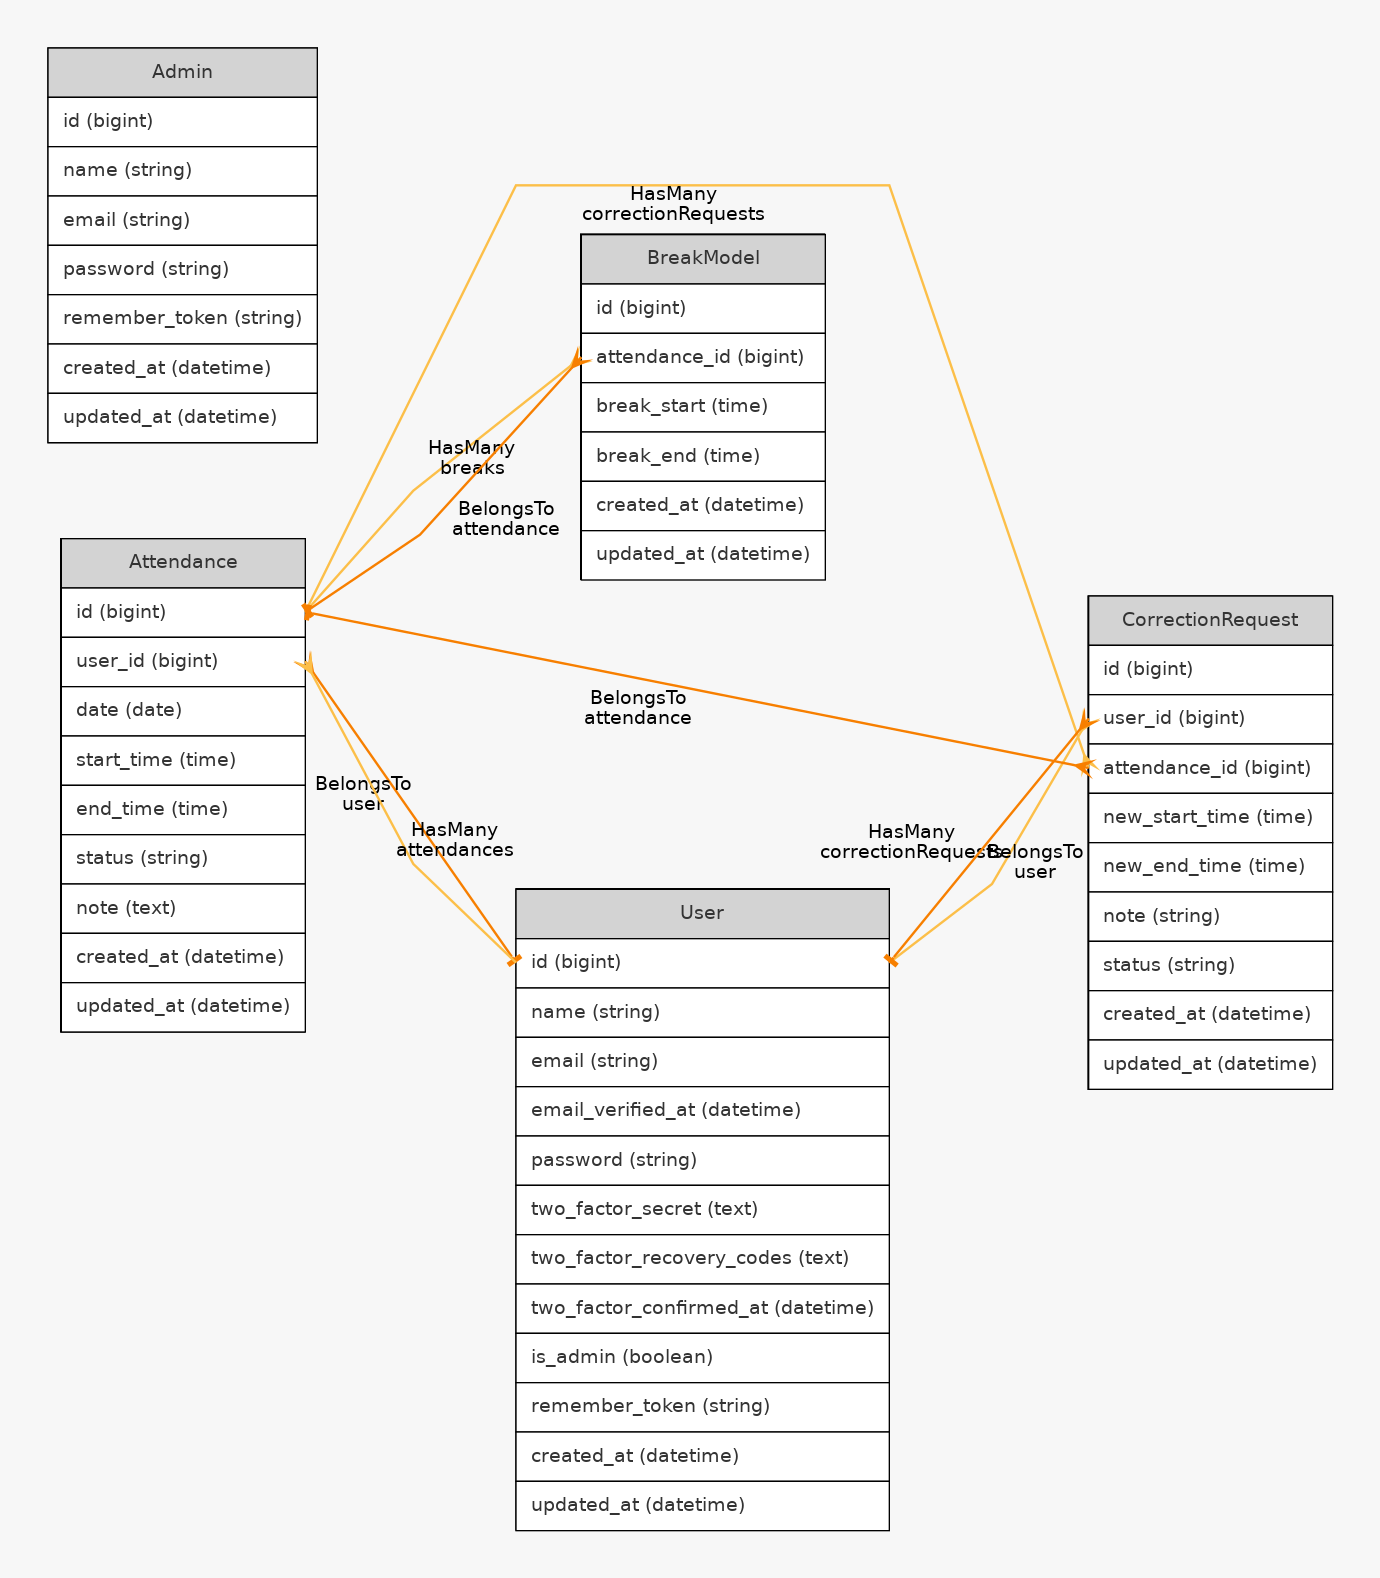 Admin
id (bigint)
name (string)
email (string)
password (string)
remember_token (string)
created_at (datetime)
updated_at (datetime)
HasMany
correctionRequests
BreakModel
id (bigint)
attendance_id (bigint)
break_start (time)
break_end (time)
created_at (datetime)
updated_at (datetime)
HasMany
breaks
BelongsTo
attendance
Attendance
id (bigint)
user_id (bigint)
date (date)
start_time (time)
end_time (time)
status (string)
note (text)
created_at (datetime)
updated_at (datetime)
BelongsTo
attendance
CorrectionRequest
id (bigint)
user_id (bigint)
attendance_id (bigint)
new_start_time (time)
new_end_time (time)
note (string)
status (string)
created_at (datetime)
updated_at (datetime)
BelongsTo
user
HasMany
attendances
HasMany
correctionRequests
BelongsTo
user
User
id (bigint)
name (string)
email (string)
email_verified_at (datetime)
password (string)
two_factor_secret (text)
two_factor_recovery_codes (text)
two_factor_confirmed_at (datetime)
is_admin (boolean)
remember_token (string)
created_at (datetime)
updated_at (datetime)